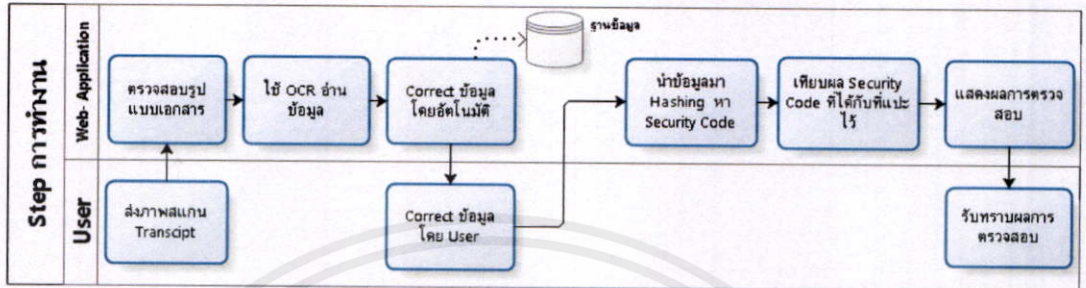 Step การทำงาน
Web- Application
User
ฐานข้อมูล
ตรวจสอบรูป
แบบเอกสาร
ใช้ OCR อ่าน
ข้อมูล
Correct ข้อมูล
โดยอัตโนมัติ
นำข้อมูลมา
Hashing หา
Security Code
เทียบผล Security
Code ที่ได้กับที่แปะ
ไว้
แสดงผลการตรวจ
สอบ
ส่งภาพสแกน
Transcipt
Correct ข้อมูล
โดย User
รับทราบผลการ
ตรวจสอบ